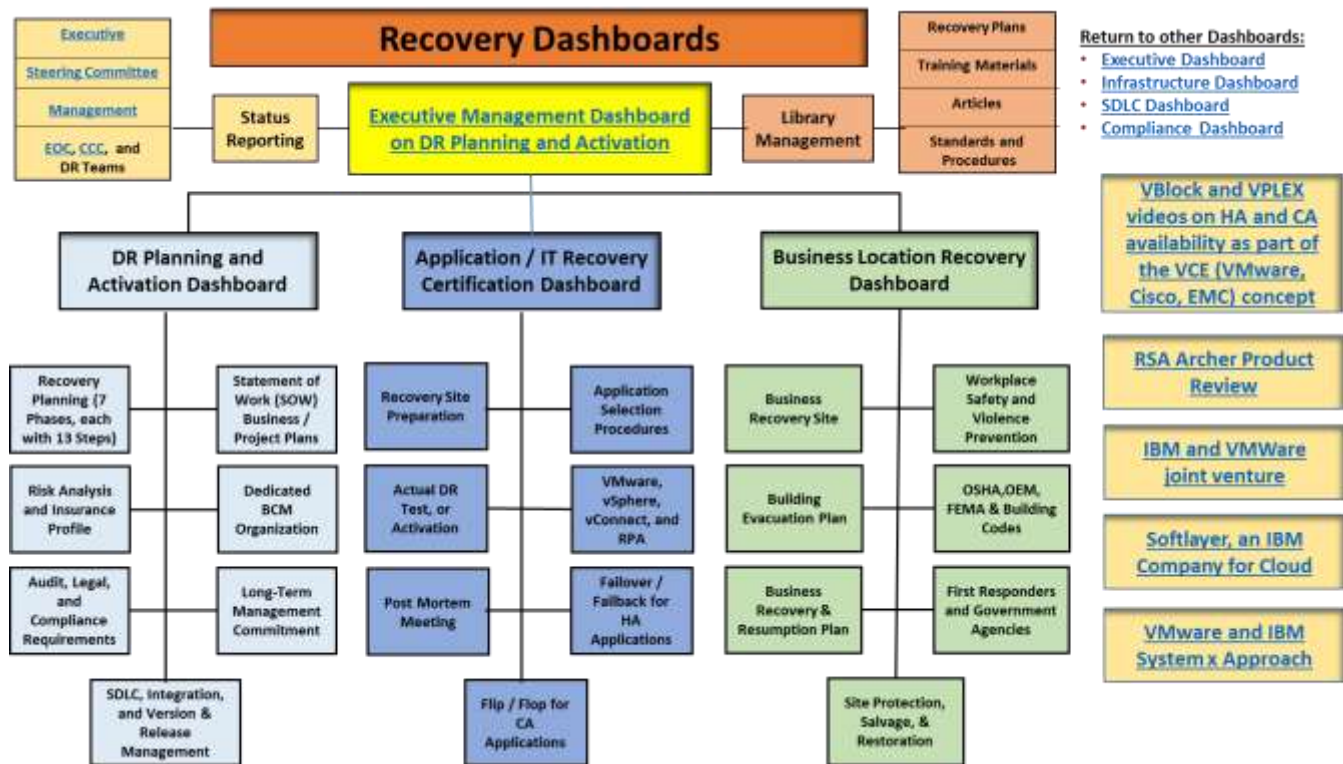 Recovery Dashboards
Executive
Steering Committee
Management
EOC, CCC, and
DR Teams
Status
Reporting
Executive Management Dashboard
on DR Planning and Activation
Library
Management
Recovery Plans
Training Materials
Articles
Standards and
Procedures
Return to other Dashboards:
• Executive Dashboard
• Infrastructure Dashboard
• SDLC Dashboard
• Compliance Dashboard
DR Planning and
Activation Dashboard
Recovery
Planning (7
Phases, each
with 13 Steps)
Statement of
Work (SOW)
Business /
Project Plans
Risk Analysis
and Insurance
Profile
Dedicated
BCM
Organization
Audit, Legal,
and
Compliance
Requirements
Long-Term
Management
Commitment
SDLC, Integration,
and Version &
Release
Management
Application / IT Recovery
Certification Dashboard
Recovery Site
Preparation
Application
Selection
Procedures
Actual DR
Test, or
Activation
VMware,
vSphere,
vConnect, and
RPA
Post Mortem
Meeting
Failover /
Failback for
HA
Applications
Flip / Flop for
CA
Applications
Business Location Recovery
Dashboard
Business
Recovery Site
Workplace
Safety and
Violence
Prevention
Building
Evacuation Plan
OSHA,OEM,
FEMA & Building
Codes
Business
Recovery &
Resumption Plan
First Responders
and Government
Agencies
Site Protection,
Salvage, &
Restoration
VBlock and VPLEX
videos on HA and CA
availability as part of
the VCE (VMware,
Cisco, EMC) concept
RSA Archer Product
Review
IBM and VMWare
joint venture
Softlayer, an IBM
Company for Cloud
VMware and IBM
System x Approach